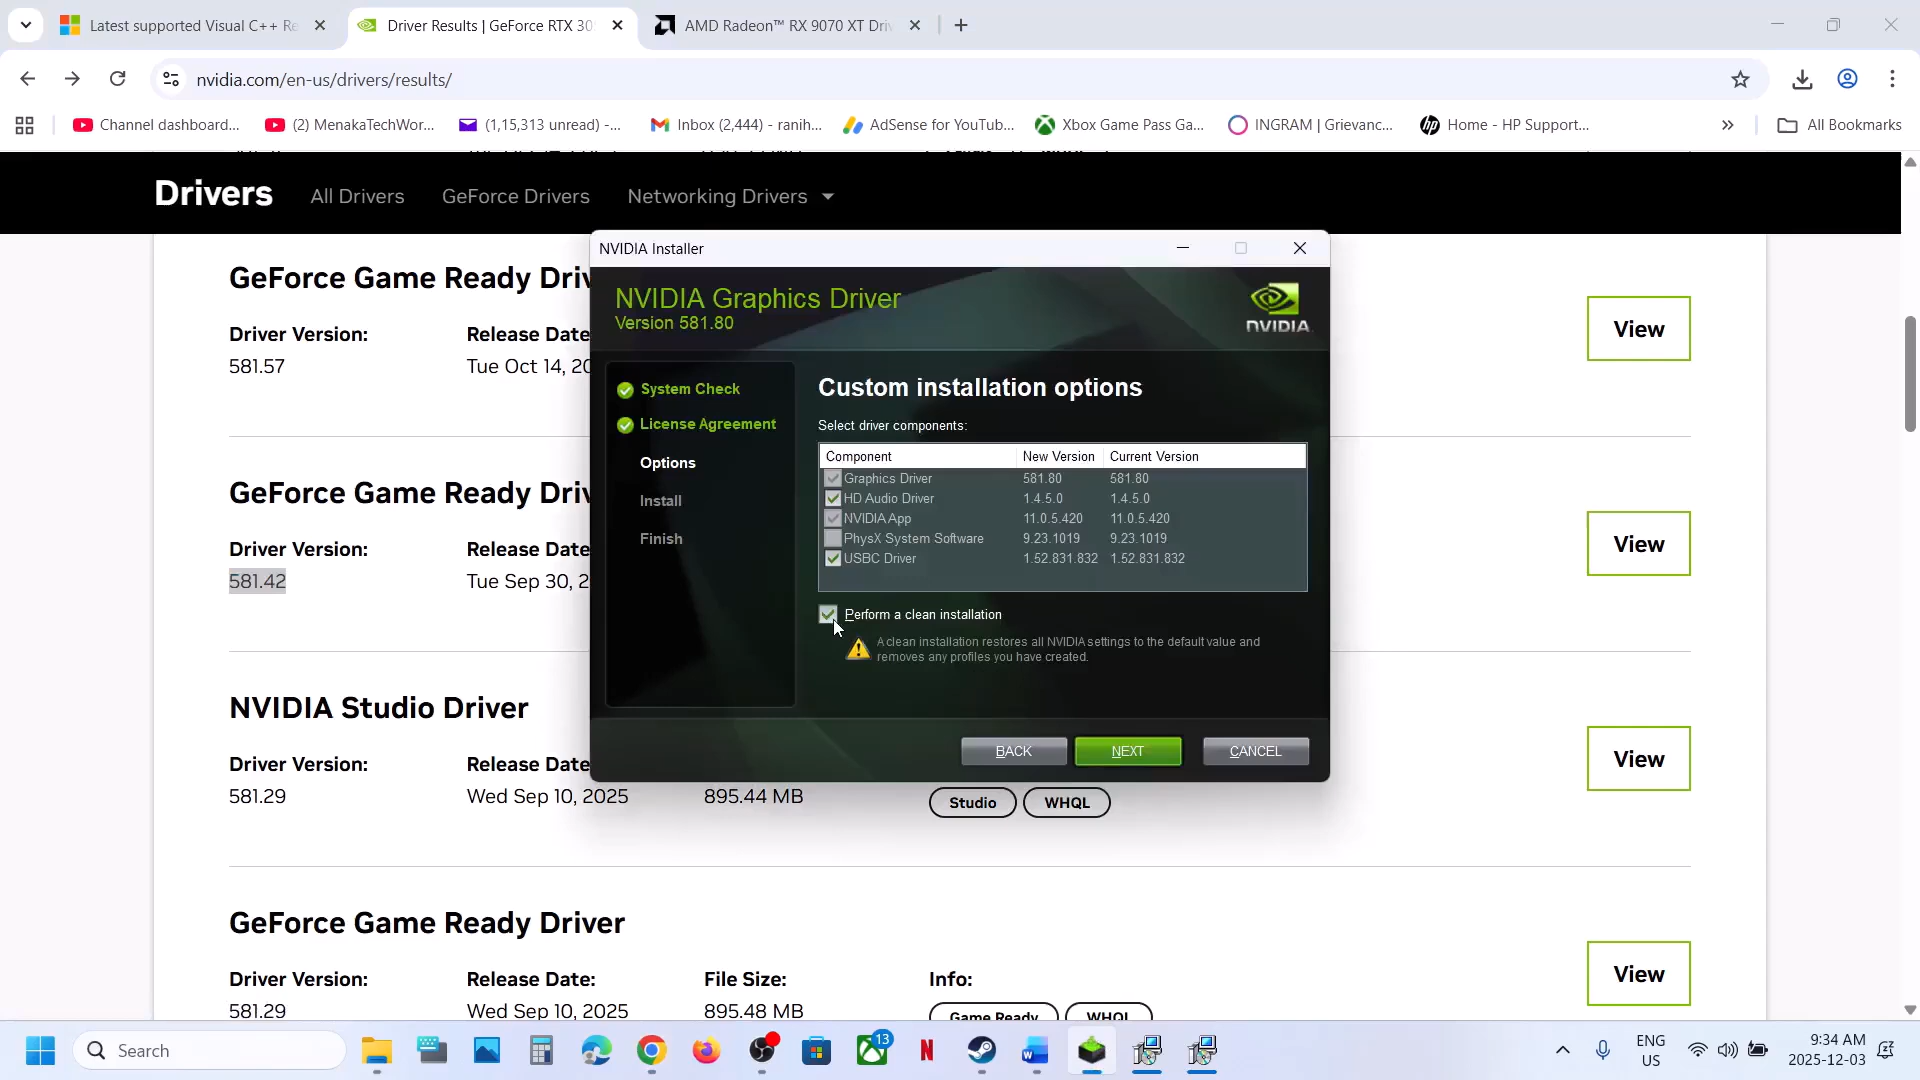 Latest supported Visual C++ Re
Driver Results | GeForce RTX 305
AMD Radeon™ RX 9070 XT Driv
nvidia.com/en-us/drivers/results/
Channel dashboard...
(2) MenakaTechWor...
(1,15,313 unread) -...
Inbox (2,444) - ranih...
AdSense for YouTub...
Xbox Game Pass Ga...
INGRAM | Grievanc...
Home - HP Support...
All Bookmarks
Drivers
All Drivers
GeForce Drivers
Networking Drivers
GeForce Game Ready Driv
Driver Version:
Release Date
581.57
Tue Oct 14, 20
View
GeForce Game Ready Driv
Driver Version:
Release Date
581.42
Tue Sep 30, 2
View
NVIDIA Studio Driver
Driver Version:
Release Date
581.29
Wed Sep 10, 2025
895.44 MB
Studio
WHQL
View
GeForce Game Ready Driver
Driver Version:
Release Date:
File Size:
Info:
581.29
Wed Sep 10, 2025
895.48 MB
Game Ready
WHQL
View
NVIDIA Installer
NVIDIA Graphics Driver
Version 581.80
NVIDIA
System Check
License Agreement
Options
Install
Finish
Custom installation options
Select driver components:
Component New Version Current Version
Graphics Driver 581.80 581.80
HD Audio Driver 1.4.5.0 1.4.5.0
NVIDIA App 11.0.5.420 11.0.5.420
PhysX System Software 9.23.1019 9.23.1019
USBC Driver 1.52.831.832 1.52.831.832
Perform a clean installation
A clean installation restores all NVIDIA settings to the default value and
removes any profiles you have created.
BACK
NEXT
CANCEL
Search
13
ENG
US
9:34 AM
2025-12-03